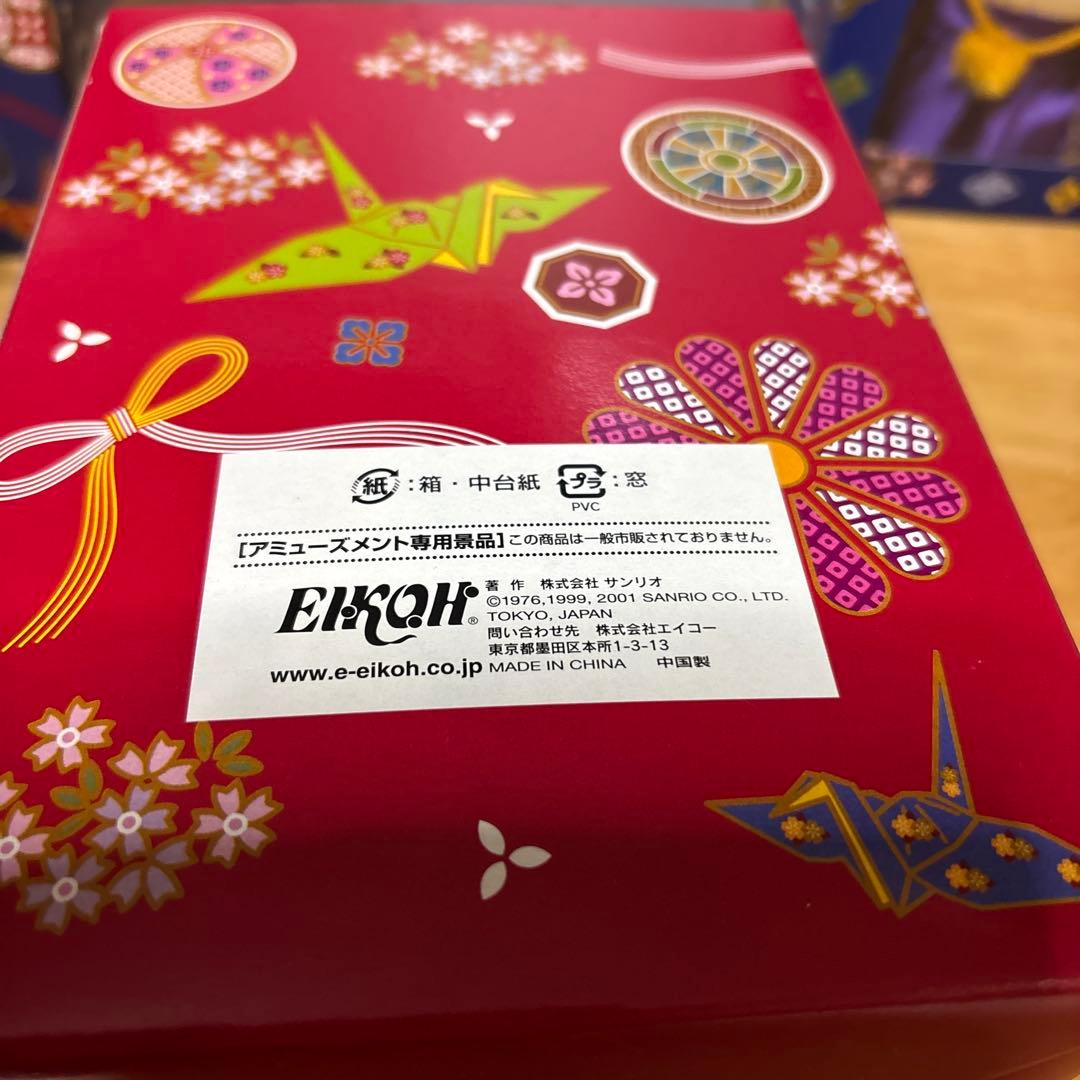 紙:箱・中台紙 プラ:窓
PVC
[アミューズメント専用景品]この商品は一般市販されておりません。
EIKOH®
著作 株式会社 サンリオ
©1976,1999, 2001 SANRIO CO., LTD.
TOKYO, JAPAN
問い合わせ先 株式会社エイコー
東京都墨田区本所1-3-13
www.e-eikoh.co.jp MADE IN CHINA 中国製